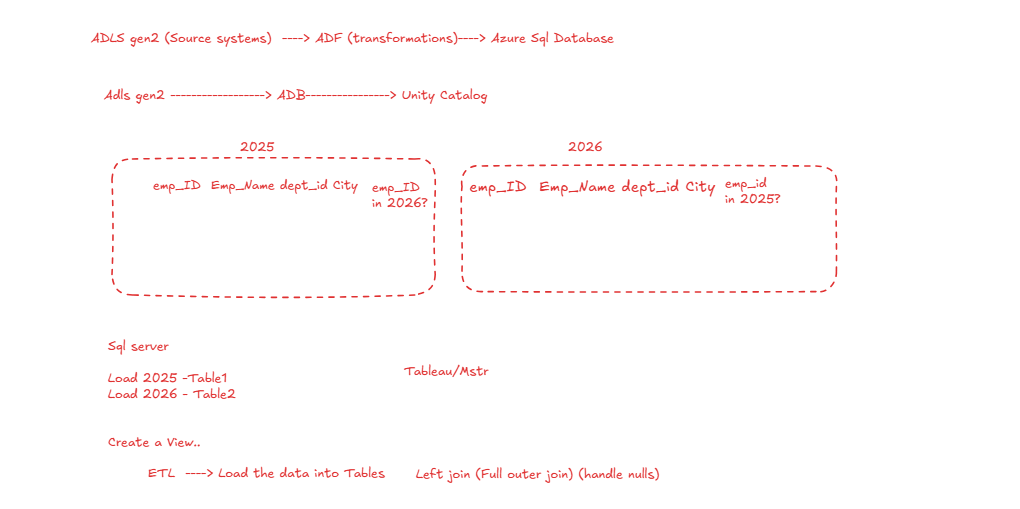 ADLS gen2 (Source systems) ----> ADF (transformations)----> Azure Sql Database
Adls gen2 ------------------> ADB----------------> Unity Catalog
2025
2026
emp_ID Emp_Name dept_id City
emp_ID
in 2026?
emp_ID Emp_Name dept_id City
emp_id
in 2025?
Sql server
Tableau/Mstr
Load 2025 -Table1
Load 2026 - Table2
Create a View..
ETL ----> Load the data into Tables
Left join (Full outer join) (handle nulls)